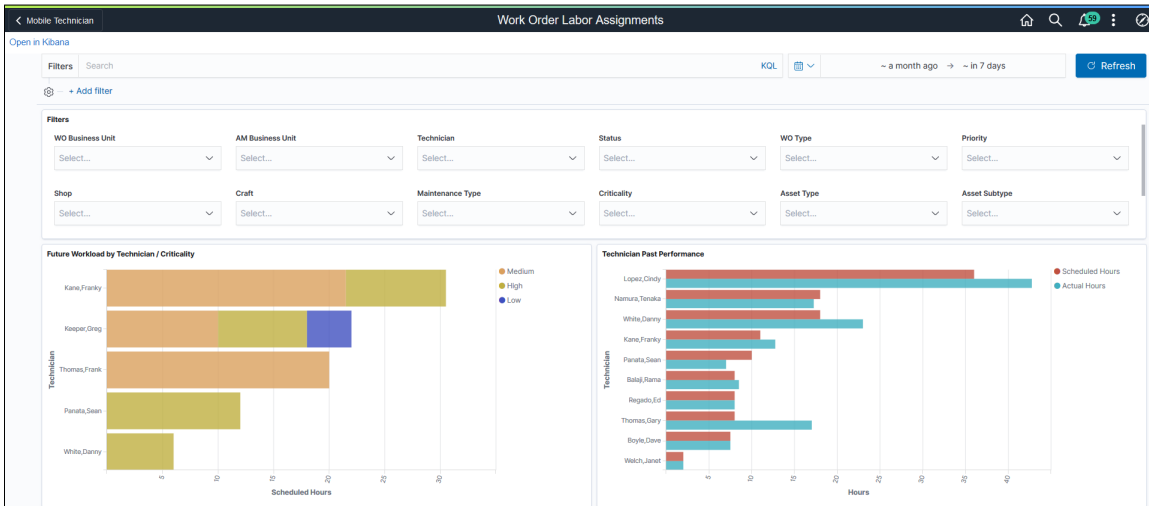 Mobile Technician
Work Order Labor Assignments
59
Open in Kibana
Filters Search KQL ~ a month ago → ~ in 7 days Refresh
+ Add filter
Filters
WO Business Unit AM Business Unit Technician Status WO Type Priority
Select... Select... Select... Select... Select... Select...
Shop Craft Maintenance Type Criticality Asset Type Asset Subtype
Select... Select... Select... Select... Select... Select...
Future Workload by Technician / Criticality
Technician
Kane,Franky
Keeper,Greg
Thomas,Frank
Panata,Sean
White,Danny
5 10 15 20 25 30
Scheduled Hours
Medium
High
Low
Technician Past Performance
Technician
Lopez,Cindy
Namura,Tenaka
White,Danny
Kane,Franky
Panata,Sean
Balaji,Rama
Regado,Ed
Thomas,Gary
Boyle,Dave
Welch,Janet
5 10 15 20 25 30 35 40
Hours
Scheduled Hours
Actual Hours